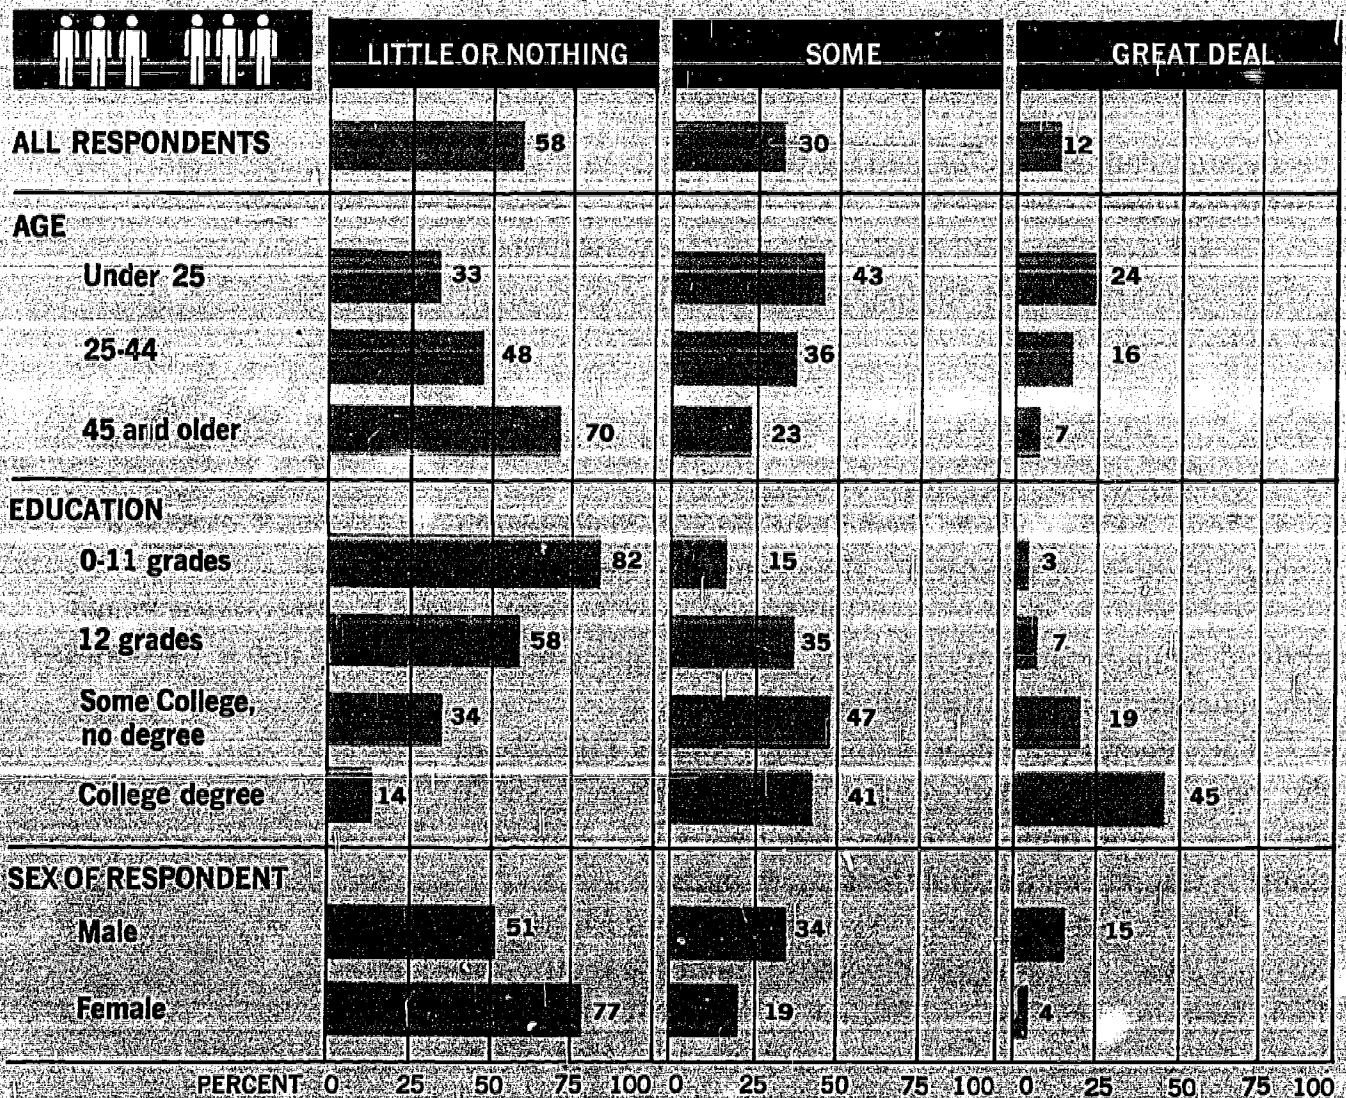 LITTLE OR NOTHING SOME GREAT DEAL
ALL RESPONDENTS 58 30 12
AGE
Under 25 33 43 24
25-44 48 36 16
45 and older 70 23 7
EDUCATION
0-11 grades 82 15 3
12 grades 58 35 7
Some College,
no degree 34 47 19
College degree 14 41 45
SEX OF RESPONDENT
Male 51 34 15
Female 77 19 4
PERCENT 0 25 50 75 100 0 25 50 75 100 0 25 50 75 100